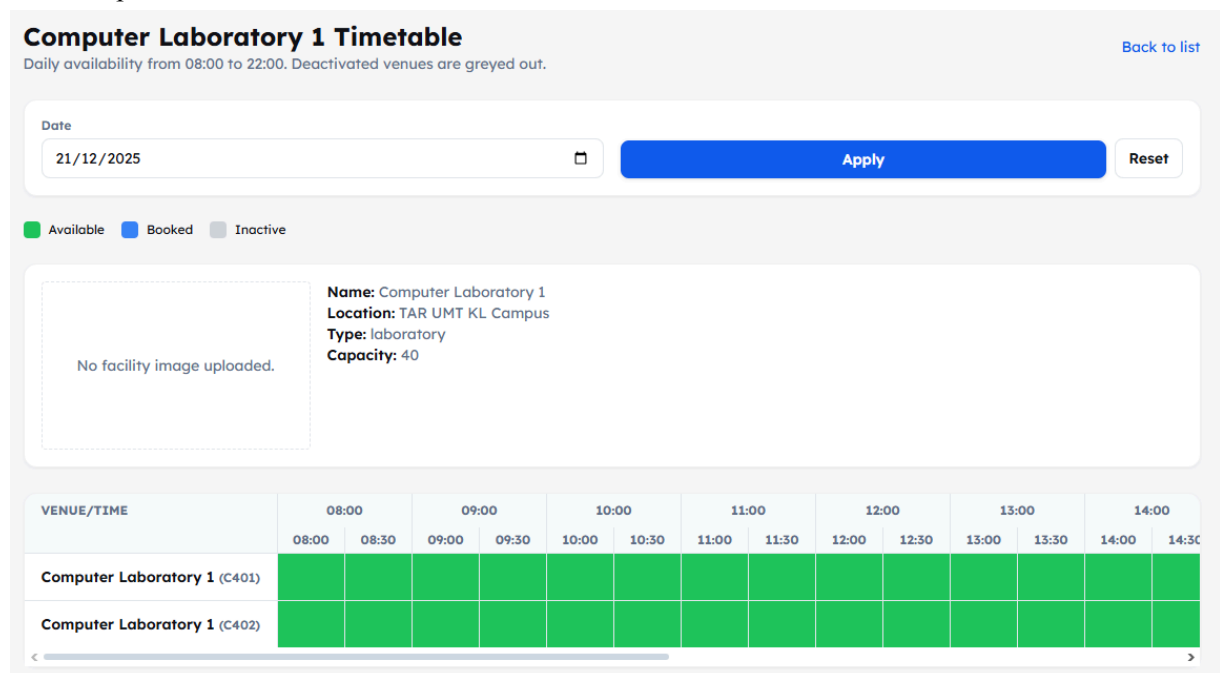 Computer Laboratory 1 Timetable
Back to list
Daily availability from 08:00 to 22:00. Deactivated venues are greyed out.
Date
21/12/2025
Apply
Reset
Available Booked Inactive
No facility image uploaded.
Name: Computer Laboratory 1
Location: TAR UMT KL Campus
Type: laboratory
Capacity: 40
VENUE/TIME 08:00 09:00 10:00 11:00 12:00 13:00 14:00
08:00 08:30 09:00 09:30 10:00 10:30 11:00 11:30 12:00 12:30 13:00 13:30 14:00 14:30
Computer Laboratory 1 (C401)
Computer Laboratory 1 (C402)